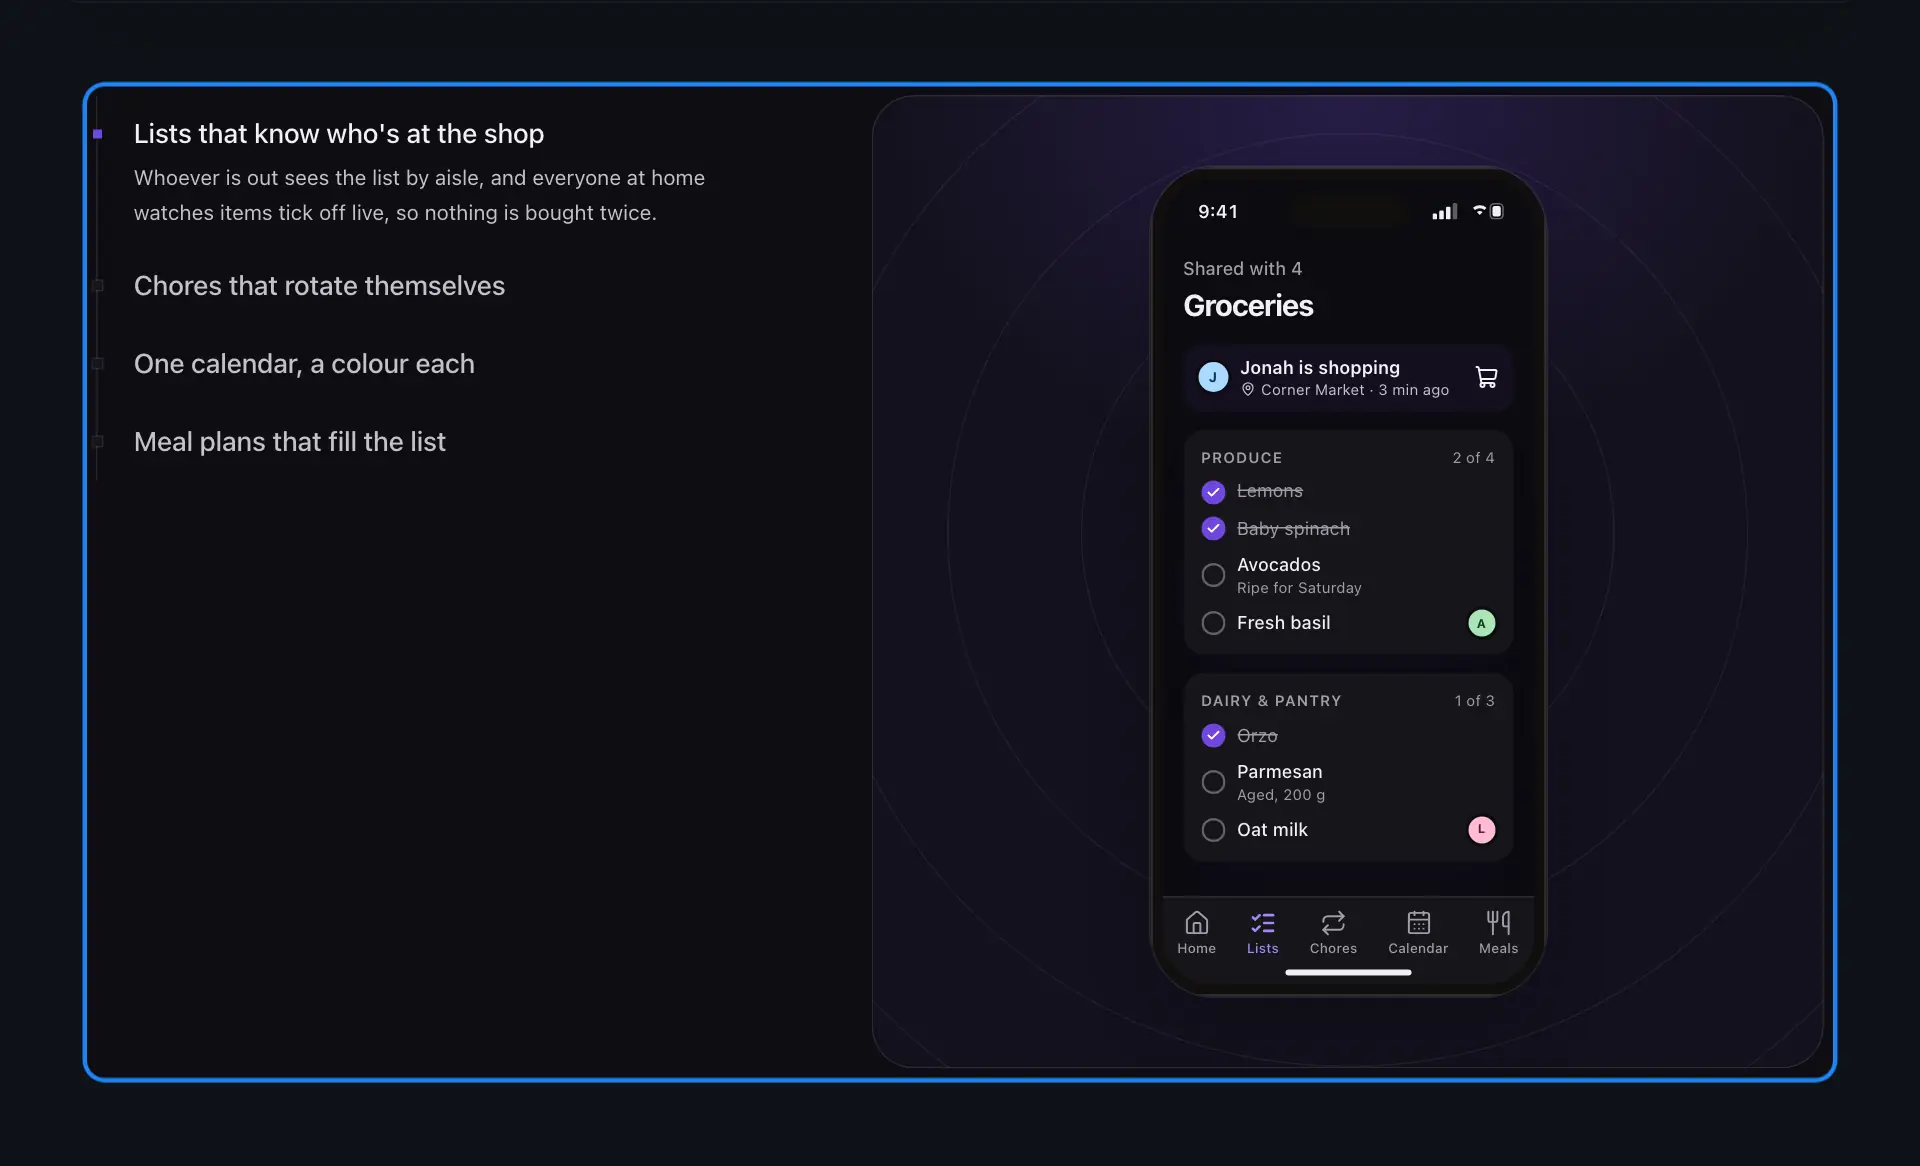 Lists that know who's at the shop
Whoever is out sees the list by aisle, and everyone at home
watches items tick off live, so nothing is bought twice.
Chores that rotate themselves
One calendar, a colour each
Meal plans that fill the list
9:41
Shared with 4
Groceries
J
Jonah is shopping
Corner Market · 3 min ago
PRODUCE 2 of 4
Lemons
Baby spinach
Avocados
Ripe for Saturday
Fresh basil A
DAIRY & PANTRY 1 of 3
Orzo
Parmesan
Aged, 200 g
Oat milk L
Home Lists Chores Calendar Meals